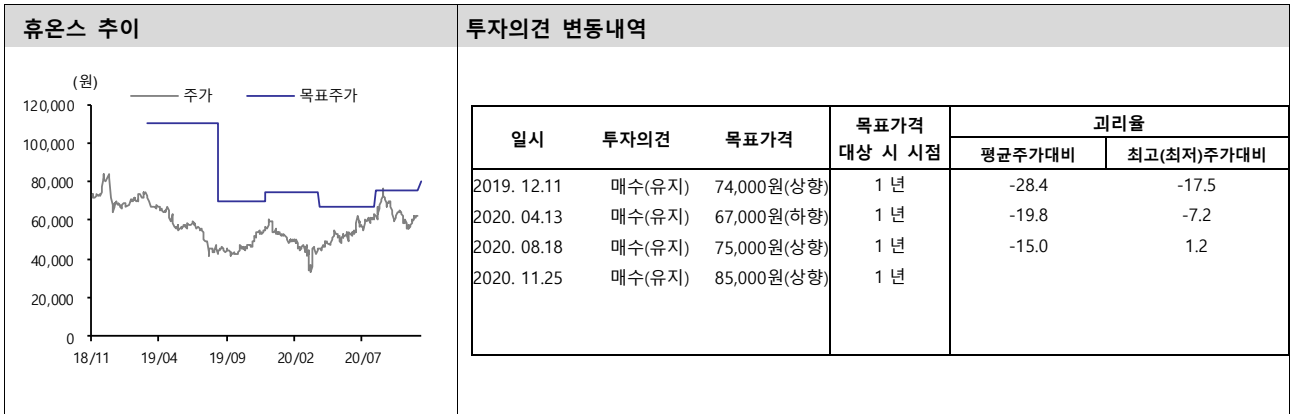 휴온스 추이
투자의견 변동내역
(원)
주가
목표주가
120,000
100,000
80,000
60,000
40,000
20,000
0
18/11 19/04 19/09 20/02 20/07
일시 투자의견 목표가격 목표가격 대상 시 시점 괴리율
평균주가대비 최고(최저)주가대비
2019. 12.11 매수(유지) 74,000원(상향) 1 년 -28.4 -17.5
2020. 04.13 매수(유지) 67,000원(하향) 1 년 -19.8 -7.2
2020. 08.18 매수(유지) 75,000원(상향) 1 년 -15.0 1.2
2020. 11.25 매수(유지) 85,000원(상향) 1 년